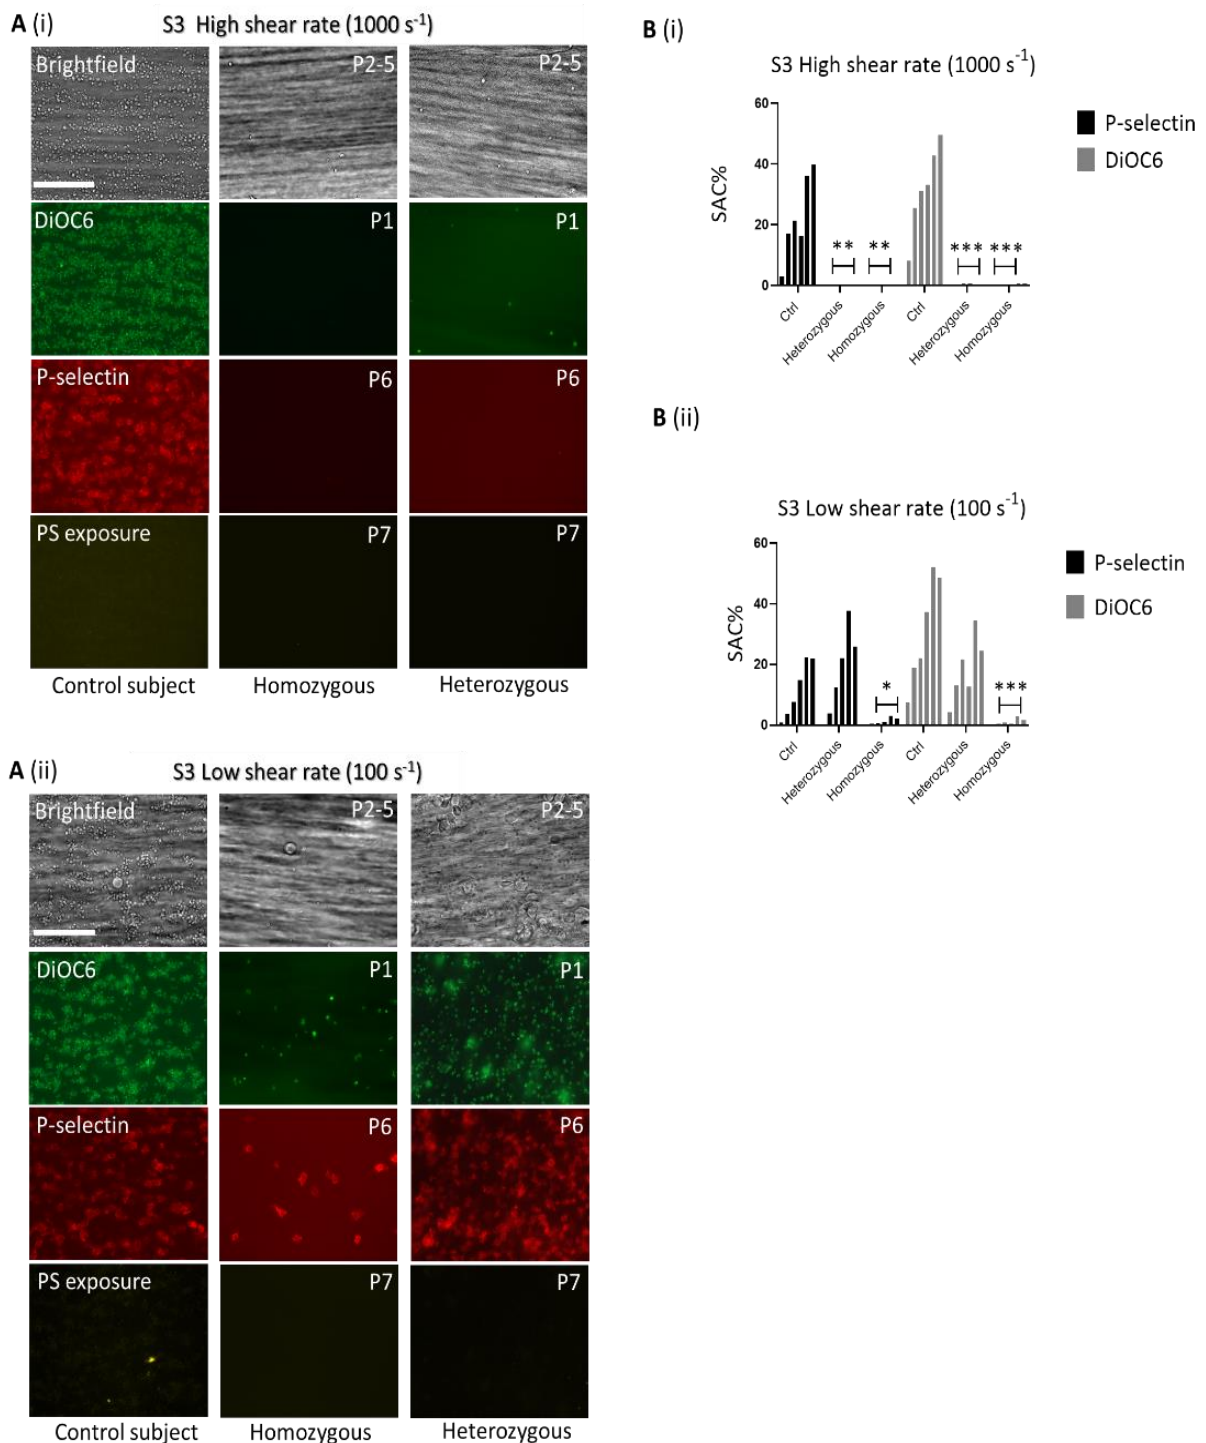 A (i)
S3 High shear rate (1000 s⁻¹)
Brightfield
P2-5
P2-5
DiOC6
P1
P1
P-selectin
P6
P6
PS exposure
P7
P7
Control subject
Homozygous
Heterozygous
A (ii)
S3 Low shear rate (100 s⁻¹)
Brightfield
P2-5
P2-5
DiOC6
P1
P1
P-selectin
P6
P6
PS exposure
P7
P7
Control subject
Homozygous
Heterozygous
B (i)
S3 High shear rate (1000 s⁻¹)
P-selectin
DiOC6
SAC%
60
40
20
0
** ** *** ***
Ctrl
Heterozygous
Homozygous
Ctrl
Heterozygous
Homozygous
B (ii)
S3 Low shear rate (100 s⁻¹)
P-selectin
DiOC6
SAC%
60
40
20
0
* ***
Ctrl
Heterozygous
Homozygous
Ctrl
Heterozygous
Homozygous